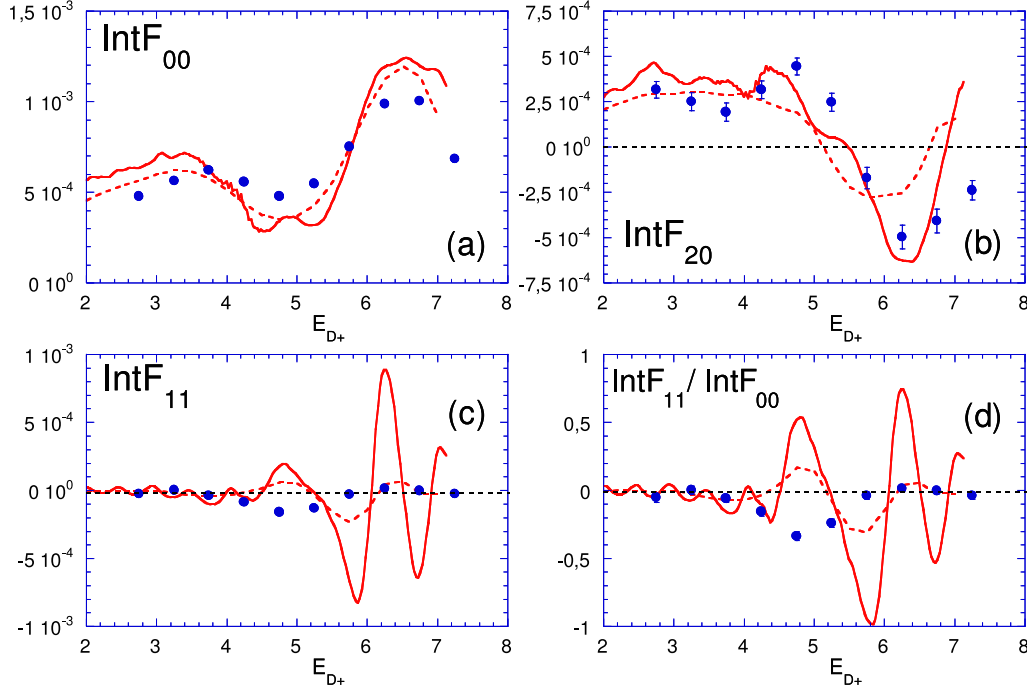 1,5 10⁻³
1 10⁻³
5 10⁻⁴
0 10⁰
IntF₀₀
(a)
2 3 4 5 6 7 8
E_D+
7,5 10⁻⁴
5 10⁻⁴
2,5 10⁻⁴
0 10⁰
-2,5 10⁻⁴
-5 10⁻⁴
-7,5 10⁻⁴
IntF₂₀
(b)
2 3 4 5 6 7 8
E_D+
1 10⁻³
5 10⁻⁴
0 10⁰
-5 10⁻⁴
-1 10⁻³
IntF₁₁
(c)
2 3 4 5 6 7 8
E_D+
1
0,5
0
-0,5
-1
IntF₁₁/ IntF₀₀
(d)
2 3 4 5 6 7 8
E_D+